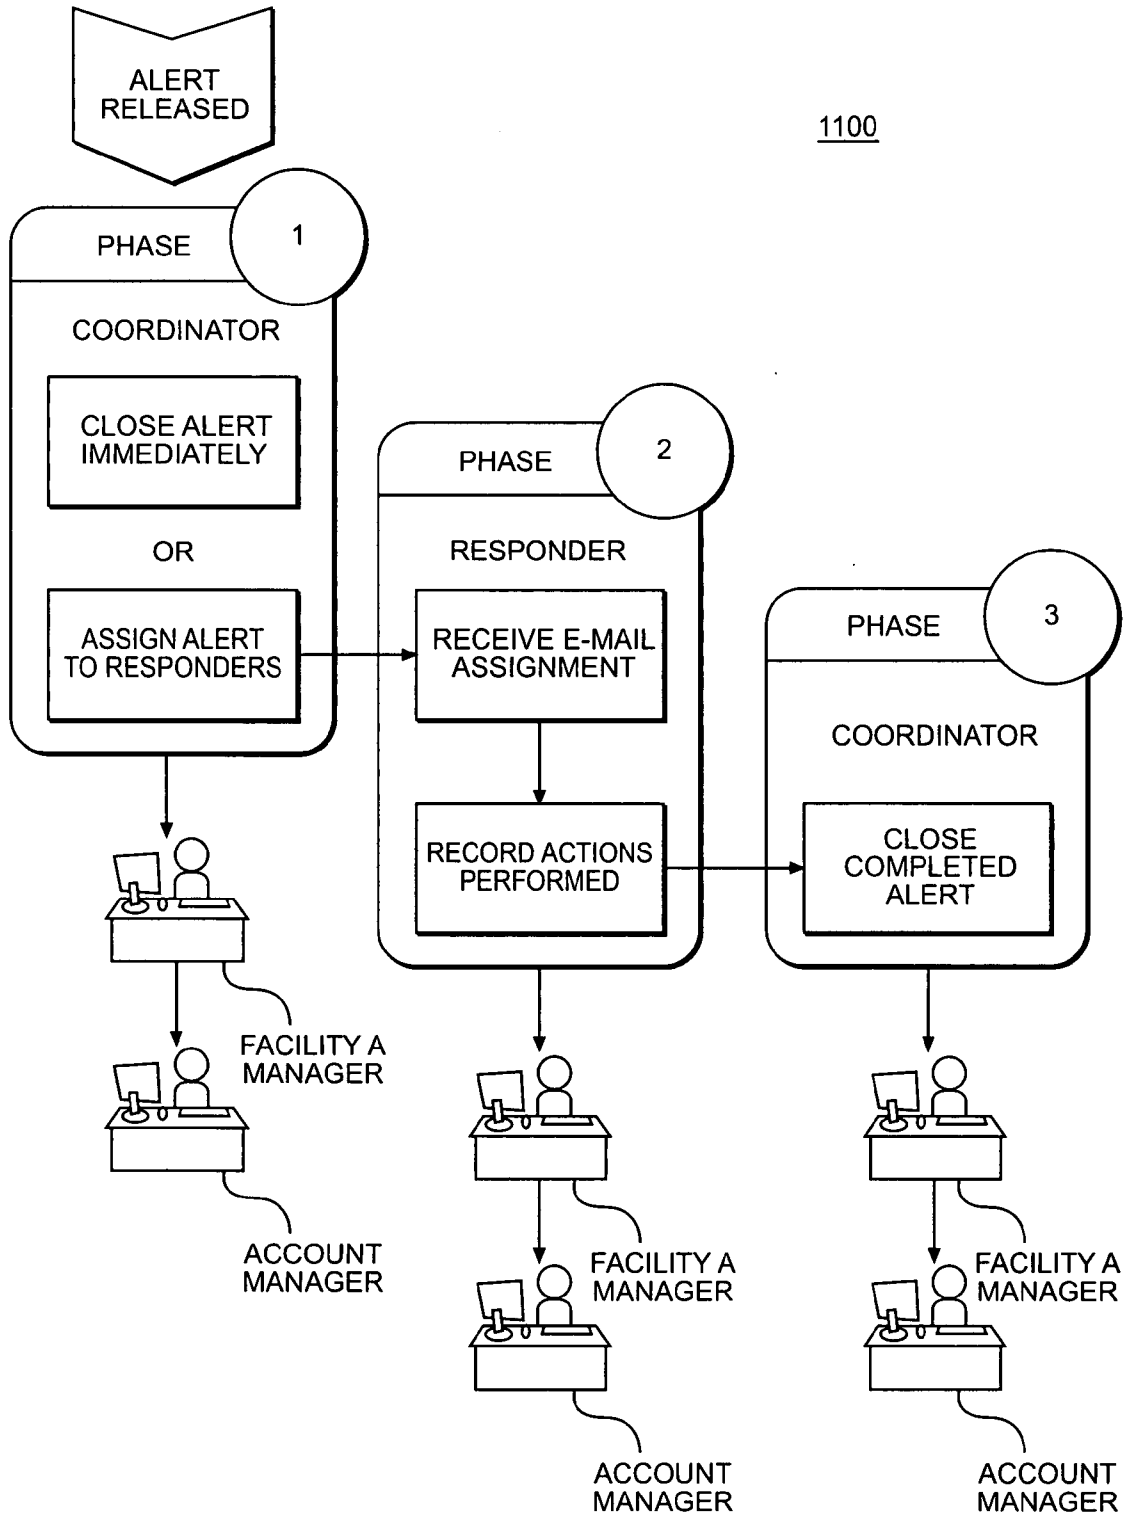 ALERT
RELEASED
1100
PHASE
1
COORDINATOR
CLOSE ALERT
IMMEDIATELY
OR
ASSIGN ALERT
TO RESPONDERS
PHASE
2
RESPONDER
RECEIVE E-MAIL
ASSIGNMENT
RECORD ACTIONS
PERFORMED
PHASE
3
COORDINATOR
CLOSE
COMPLETED
ALERT
FACILITY A
MANAGER
ACCOUNT
MANAGER
FACILITY A
MANAGER
ACCOUNT
MANAGER
FACILITY A
MANAGER
ACCOUNT
MANAGER